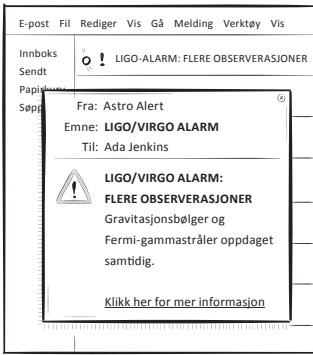 E-post Fil Rediger Vis Gå Melding Verktøy Vis
Innboks
Sendt
Papirkurv
Søpp
LIGO-ALARM: FLERE OBSERVERASJONER
Fra: Astro Alert
Emne: LIGO/VIRGO ALARM
Til: Ada Jenkins
LIGO/VIRGO ALARM:
FLERE OBSERVERASJONER
Gravitasjonsbølger og
Fermi-gammastråler oppdaget
samtidig.
Klikk her for mer informasjon